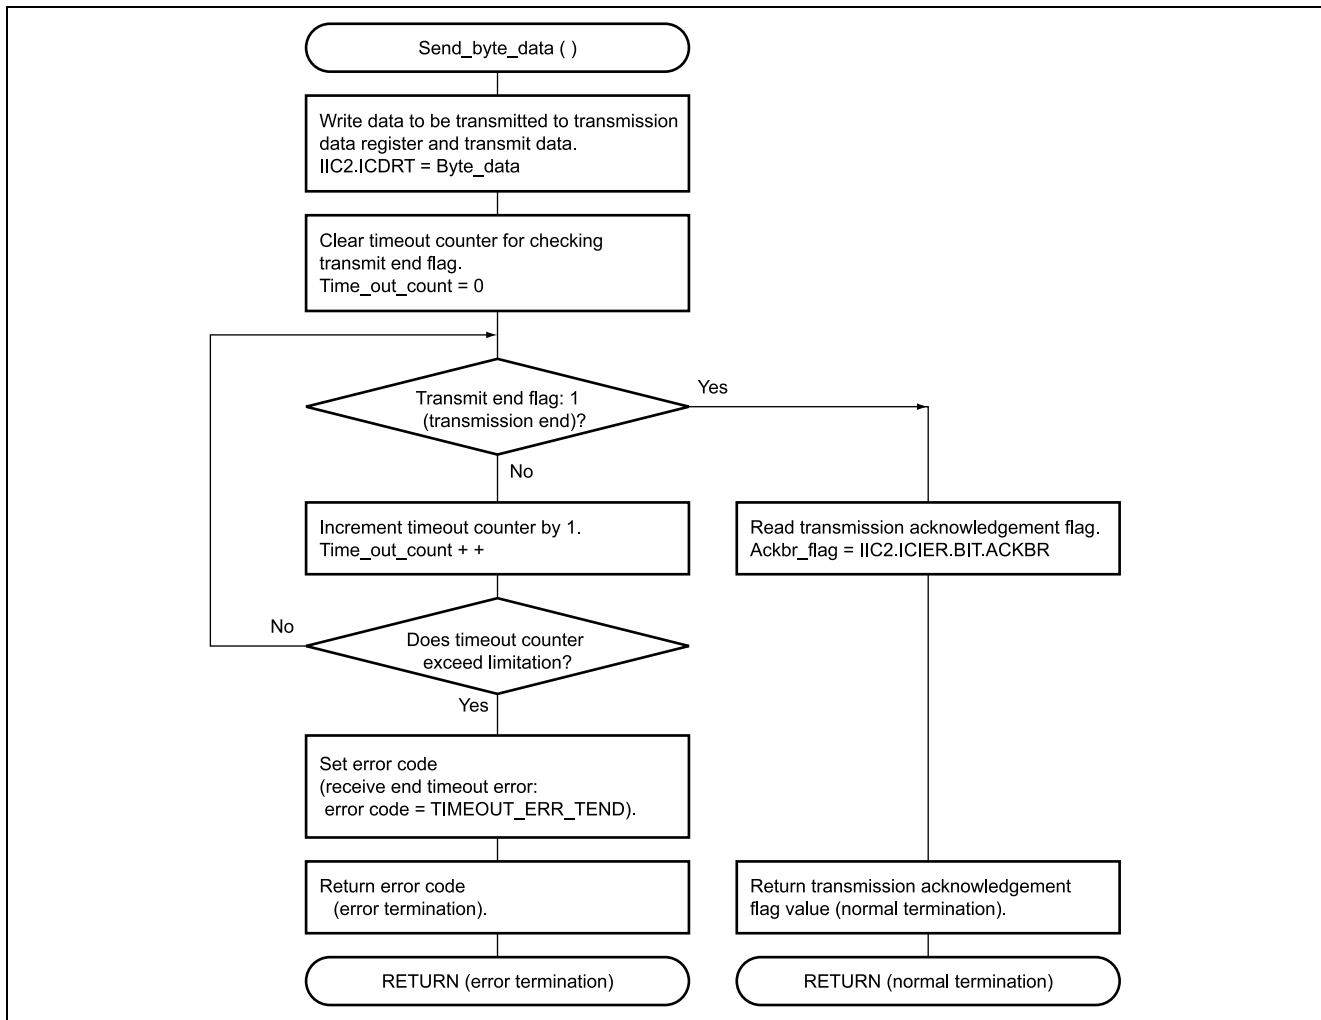 Send_byte_data ( )
Write data to be transmitted to transmission
data register and transmit data.
IIC2.ICDRT = Byte_data
Clear timeout counter for checking
transmit end flag.
Time_out_count = 0
Transmit end flag: 1
(transmission end)?
Yes
No
Increment timeout counter by 1.
Time_out_count + +
Read transmission acknowledgement flag.
Ackbr_flag = IIC2.ICIER.BIT.ACKBR
No
Does timeout counter
exceed limitation?
Yes
Set error code
(receive end timeout error:
error code = TIMEOUT_ERR_TEND).
Return error code
(error termination).
Return transmission acknowledgement
flag value (normal termination).
RETURN (error termination)
RETURN (normal termination)